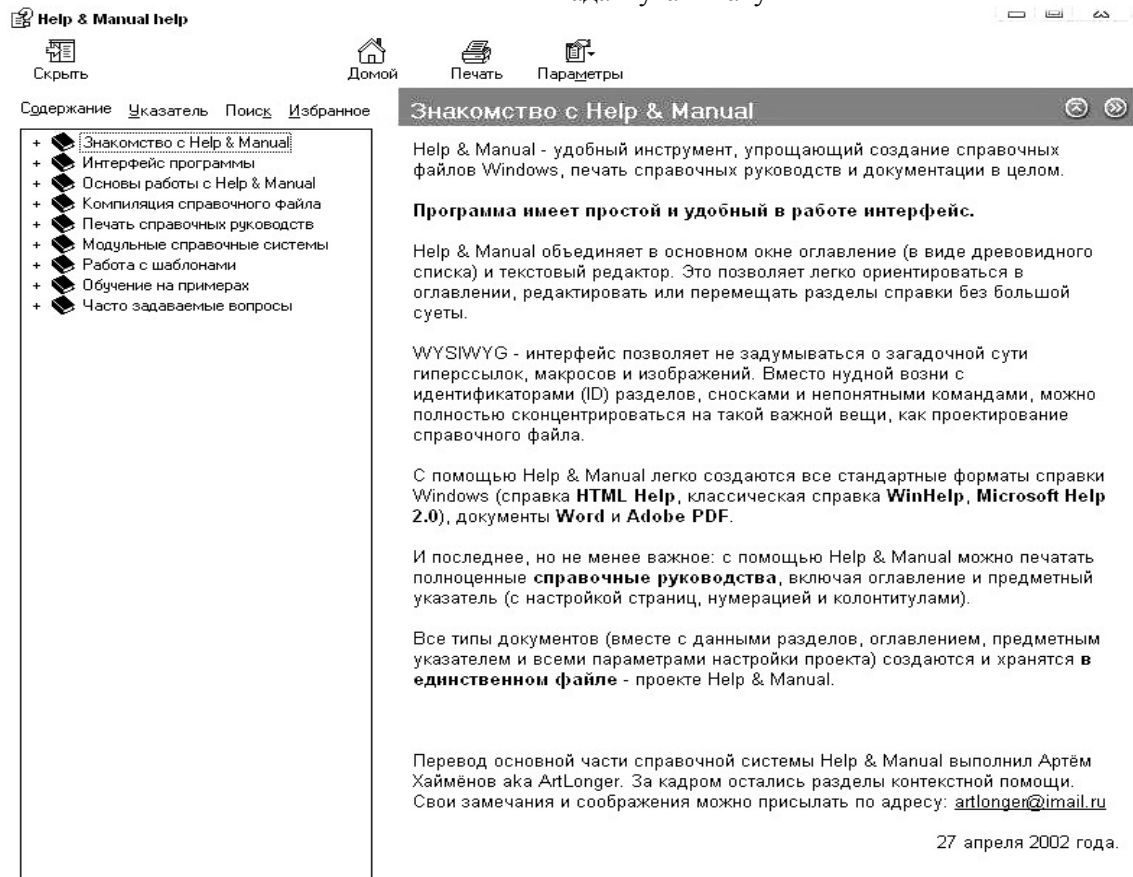 Help & Manual help
Скрыть
Домой
Печать
Параметры
Содержание Указатель Поиск Избранное
Знакомство с Help & Manual
Интерфейс программы
Основы работы с Help & Manual
Компиляция справочного файла
Печать справочных руководств
Модульные справочные системы
Работа с шаблонами
Обучение на примерах
Часто задаваемые вопросы
Знакомство с Help & Manual
Help & Manual - удобный инструмент, упрощающий создание справочных
файлов Windows, печать справочных руководств и документации в целом.
Программа имеет простой и удобный в работе интерфейс.
Help & Manual объединяет в основном окне оглавление (в виде древовидного
списка) и текстовый редактор. Это позволяет легко ориентироваться в
оглавлении, редактировать или перемещать разделы справки без большой
суеты.
WYSIWYG - интерфейс позволяет не задумываться о загадочной сути
гиперссылок, макросов и изображений. Вместо нудной возни с
идентификаторами (ID) разделов, сносками и непонятными командами, можно
полностью сконцентрироваться на такой важной вещи, как проектирование
справочного файла.
С помощью Help & Manual легко создаются все стандартные форматы справки
Windows (справка HTML Help, классическая справка WinHelp, Microsoft Help
2.0), документы Word и Adobe PDF.
И последнее, но не менее важное: с помощью Help & Manual можно печатать
полноценные справочные руководства, включая оглавление и предметный
указатель (с настройкой страниц, нумерацией и колонтитулами).
Все типы документов (вместе с данными разделов, оглавлением, предметным
указателем и всеми параметрами настройки проекта) создаются и хранятся в
единственном файле - проекте Help & Manual.
Перевод основной части справочной системы Help & Manual выполнил Артём
Хаймёнов aka ArtLonger. За кадром остались разделы контекстной помощи.
Свои замечания и соображения можно присылать по адресу: artlonger@imail.ru
27 апреля 2002 года.